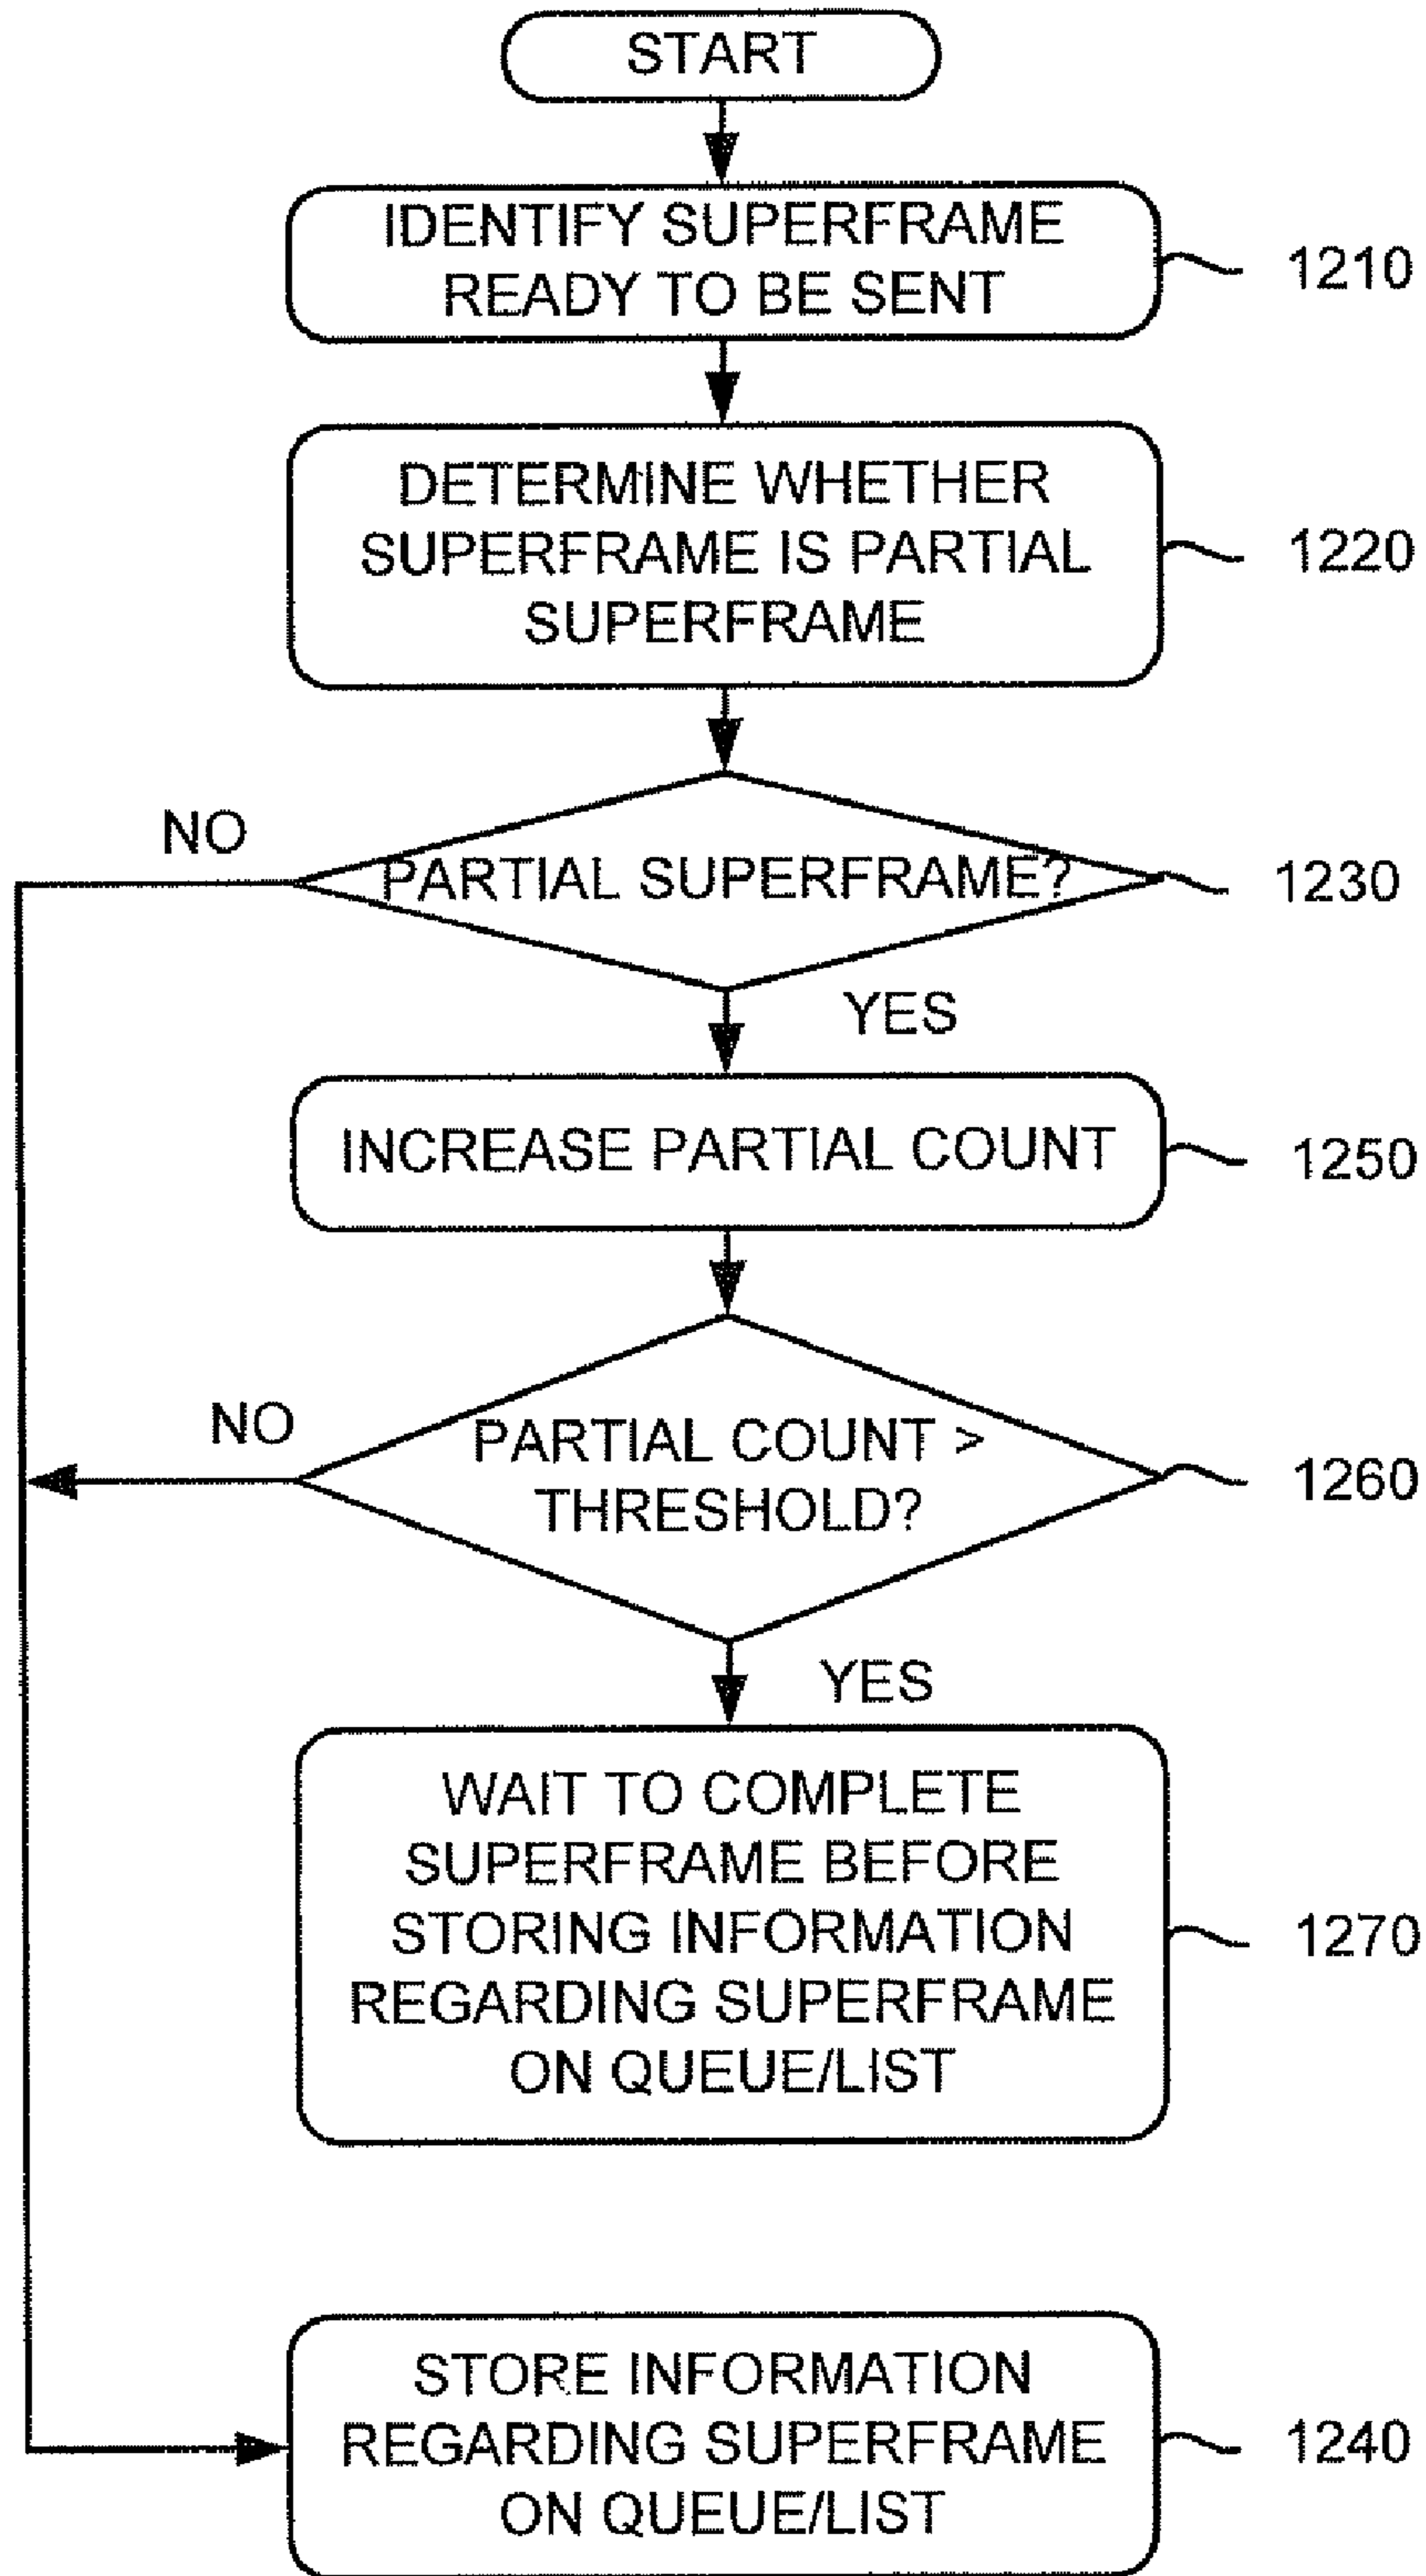 START
IDENTIFY SUPERFRAME
READY TO BE SENT
1210
DETERMINE WHETHER
SUPERFRAME IS PARTIAL
SUPERFRAME
1220
NO
PARTIAL SUPERFRAME?
1230
YES
INCREASE PARTIAL COUNT
1250
NO
PARTIAL COUNT >
THRESHOLD?
1260
YES
WAIT TO COMPLETE
SUPERFRAME BEFORE
STORING INFORMATION
REGARDING SUPERFRAME
ON QUEUE/LIST
1270
STORE INFORMATION
REGARDING SUPERFRAME
ON QUEUE/LIST
1240